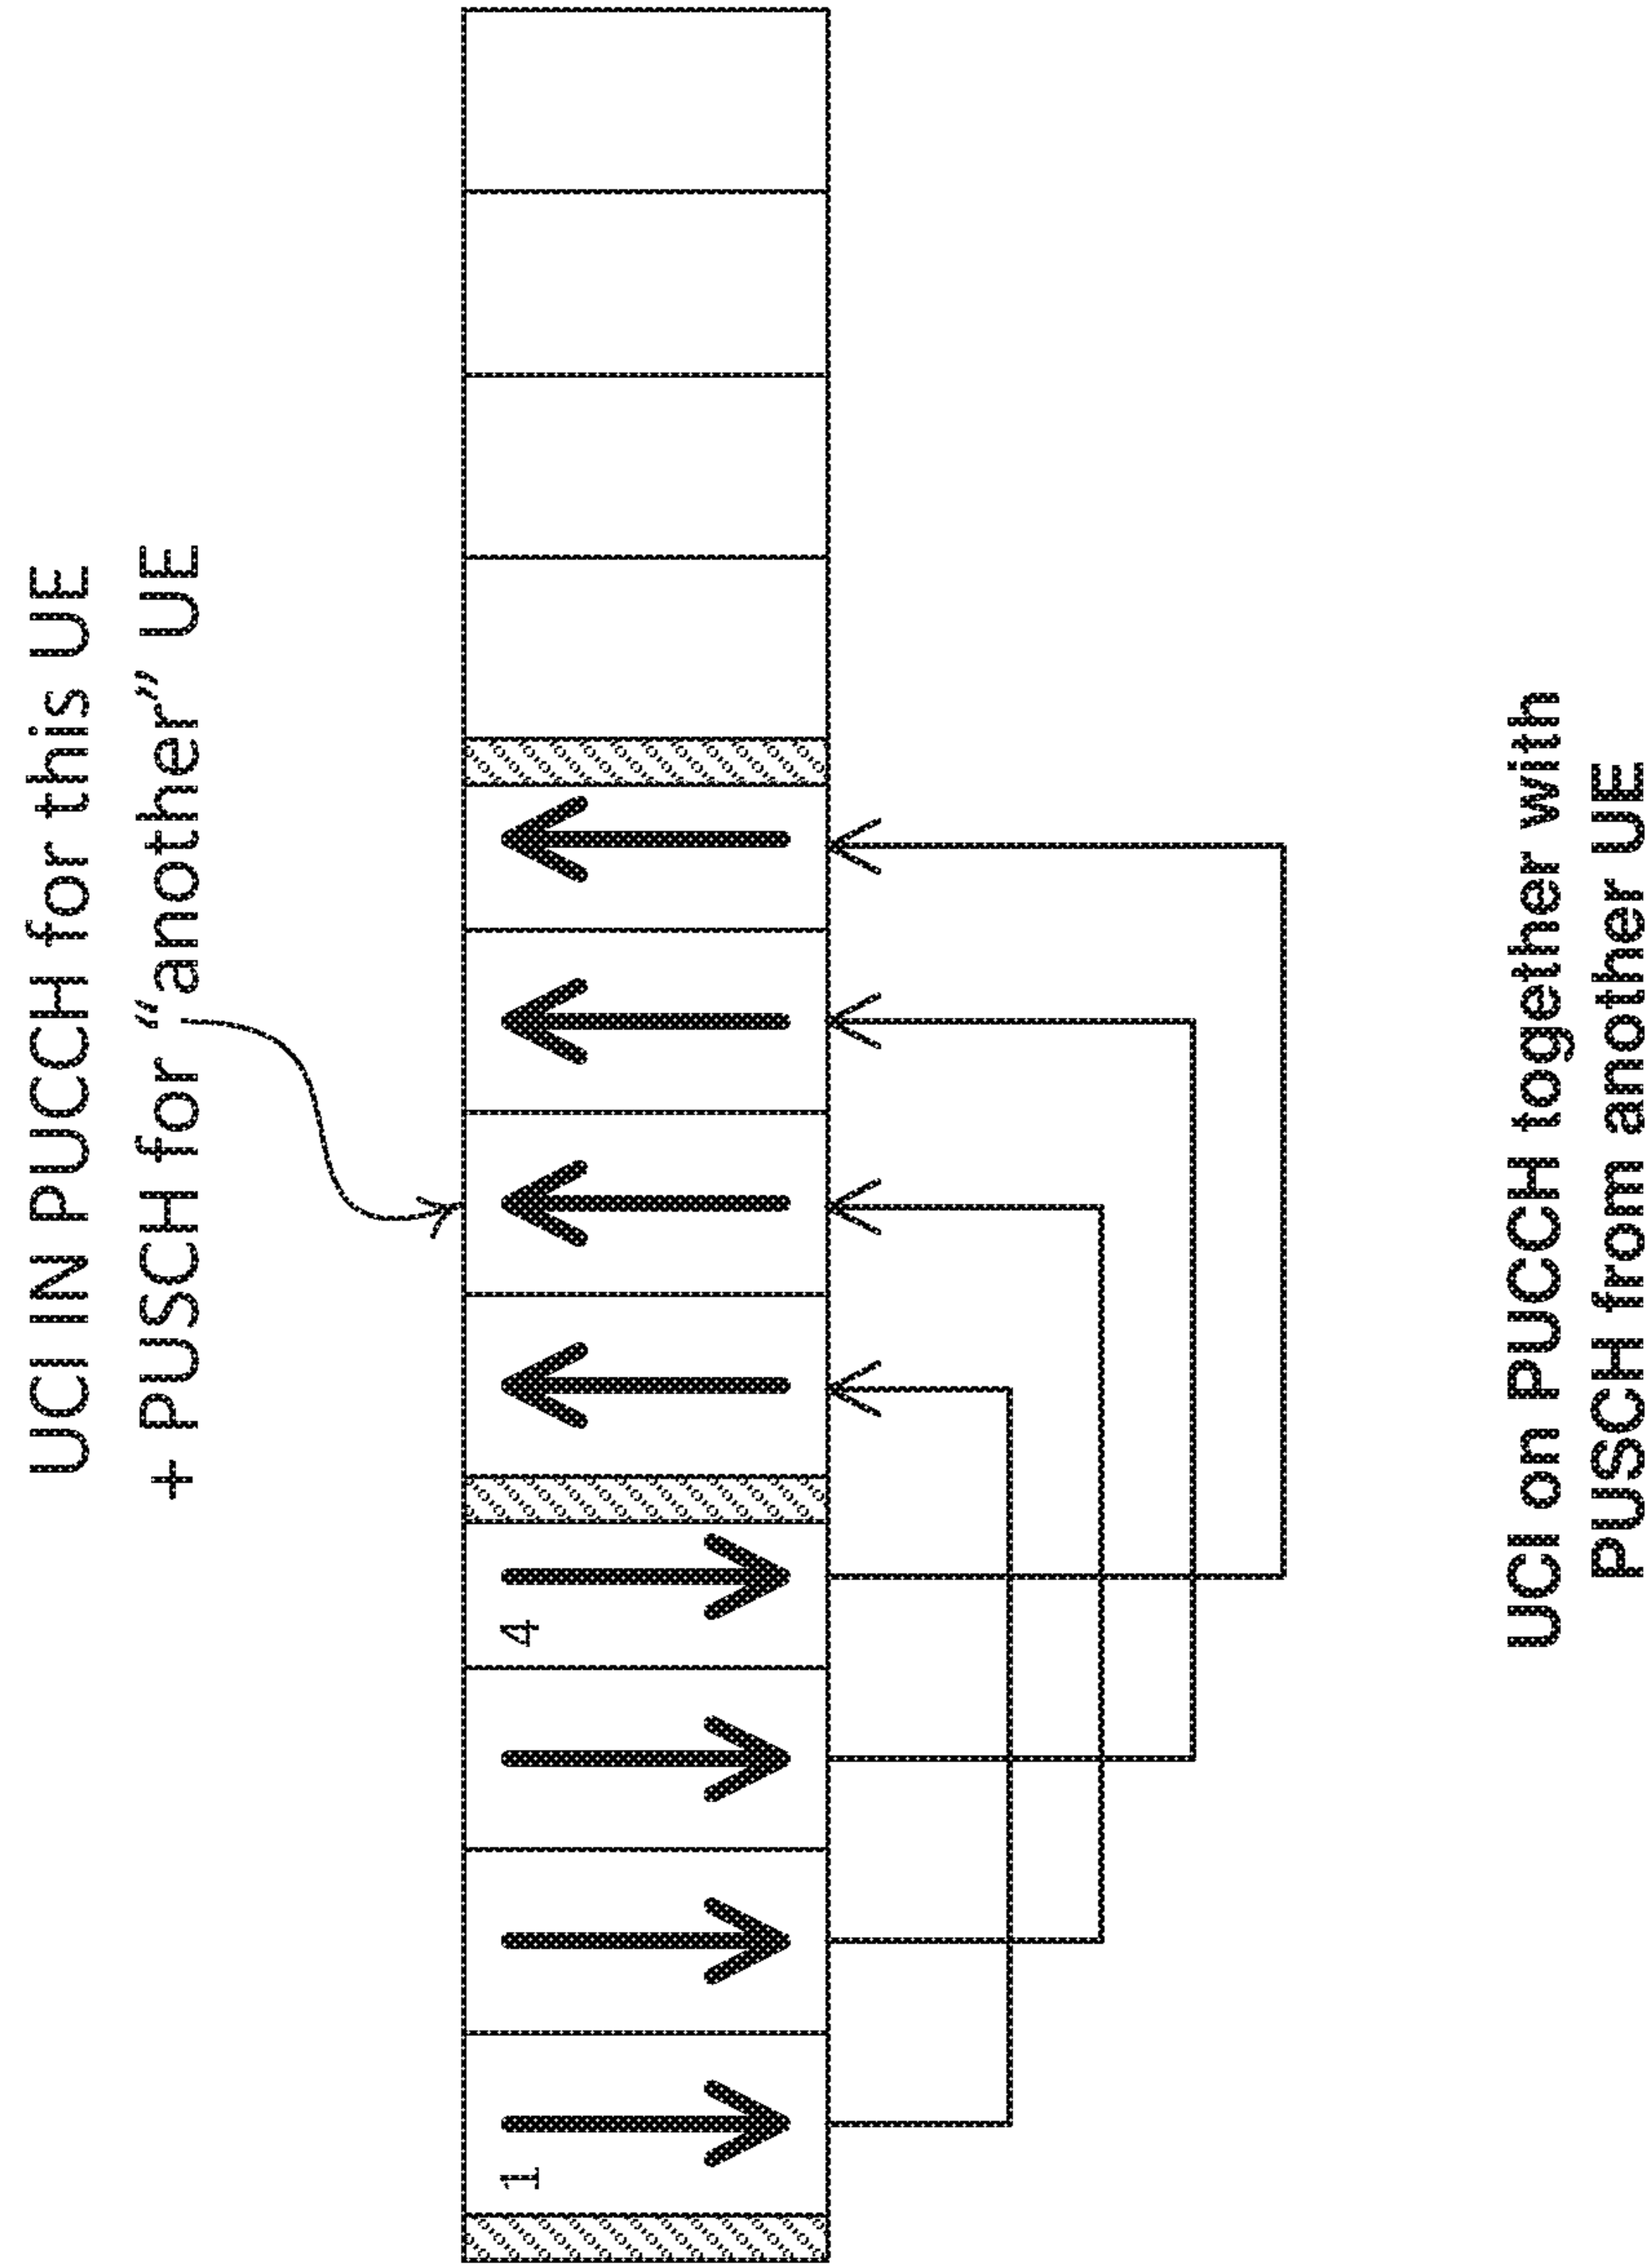 UCI IN PUCCH for this UE
+ PUSCH for “another” UE
1
4
UCI on PUCCH together with
PUSCH from another UE